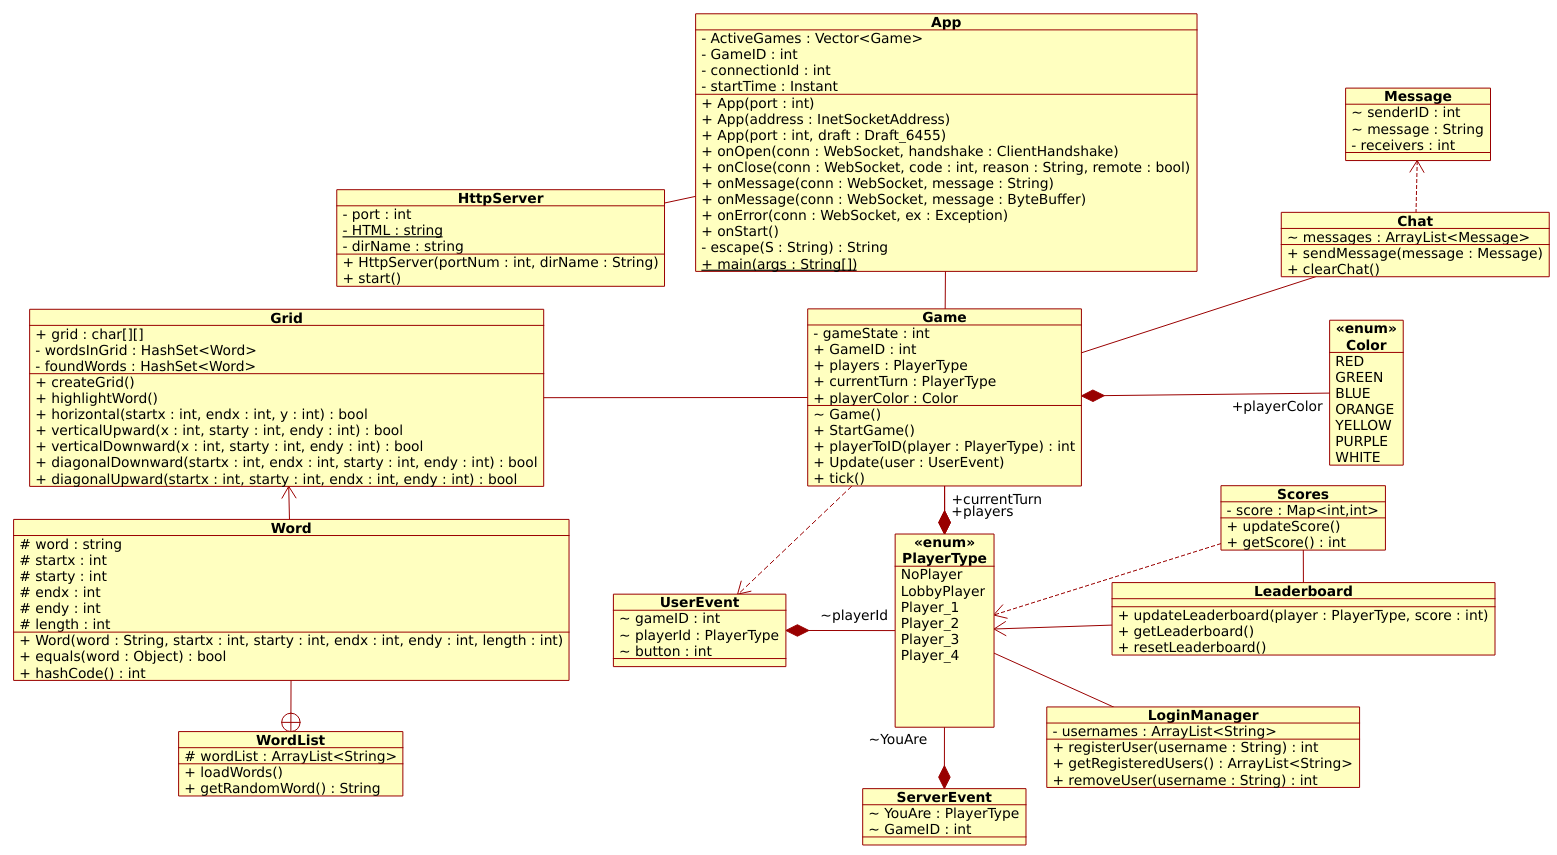 App
- ActiveGames : Vector<Game>
- GameID : int
- connectionId : int
- startTime : Instant
+ App(port : int)
+ App(address : InetSocketAddress)
+ App(port : int, draft : Draft_6455)
+ onOpen(conn : WebSocket, handshake : ClientHandshake)
+ onClose(conn : WebSocket, code : int, reason : String, remote : bool)
+ onMessage(conn : WebSocket, message : String)
+ onMessage(conn : WebSocket, message : ByteBuffer)
+ onError(conn : WebSocket, ex : Exception)
+ onStart()
- escape(S : String) : String
+ main(args : String[])
Message
~ senderID : int
~ message : String
- receivers : int
HttpServer
- port : int
- HTML : string
- dirName : string
+ HttpServer(portNum : int, dirName : String)
+ start()
Chat
~ messages : ArrayList<Message>
+ sendMessage(message : Message)
+ clearChat()
Grid
+ grid : char[][]
- wordsInGrid : HashSet<Word>
- foundWords : HashSet<Word>
+ createGrid()
+ highlightWord()
+ horizontal(startx : int, endx : int, y : int) : bool
+ verticalUpward(x : int, starty : int, endy : int) : bool
+ verticalDownward(x : int, starty : int, endy : int) : bool
+ diagonalDownward(startx : int, endx : int, starty : int, endy : int) : bool
+ diagonalUpward(startx : int, starty : int, endx : int, endy : int) : bool
Game
- gameState : int
+ GameID : int
+ players : PlayerType
+ currentTurn : PlayerType
+ playerColor : Color
~ Game()
+ StartGame()
+ playerToID(player : PlayerType) : int
+ Update(user : UserEvent)
+ tick()
«enum»
Color
RED
GREEN
BLUE
ORANGE
YELLOW
PURPLE
WHITE
+playerColor
+currentTurn
+players
Word
# word : string
# startx : int
# starty : int
# endx : int
# endy : int
# length : int
+ Word(word : String, startx : int, starty : int, endx : int, endy : int, length : int)
+ equals(word : Object) : bool
+ hashCode() : int
«enum»
PlayerType
NoPlayer
LobbyPlayer
Player_1
Player_2
Player_3
Player_4
Scores
- score : Map<int,int>
+ updateScore()
+ getScore() : int
UserEvent
~ gameID : int
~ playerId : PlayerType
~ button : int
~playerId
Leaderboard
+ updateLeaderboard(player : PlayerType, score : int)
+ getLeaderboard()
+ resetLeaderboard()
WordList
# wordList : ArrayList<String>
+ loadWords()
+ getRandomWord() : String
LoginManager
- usernames : ArrayList<String>
+ registerUser(username : String) : int
+ getRegisteredUsers() : ArrayList<String>
+ removeUser(username : String) : int
~YouAre
ServerEvent
~ YouAre : PlayerType
~ GameID : int